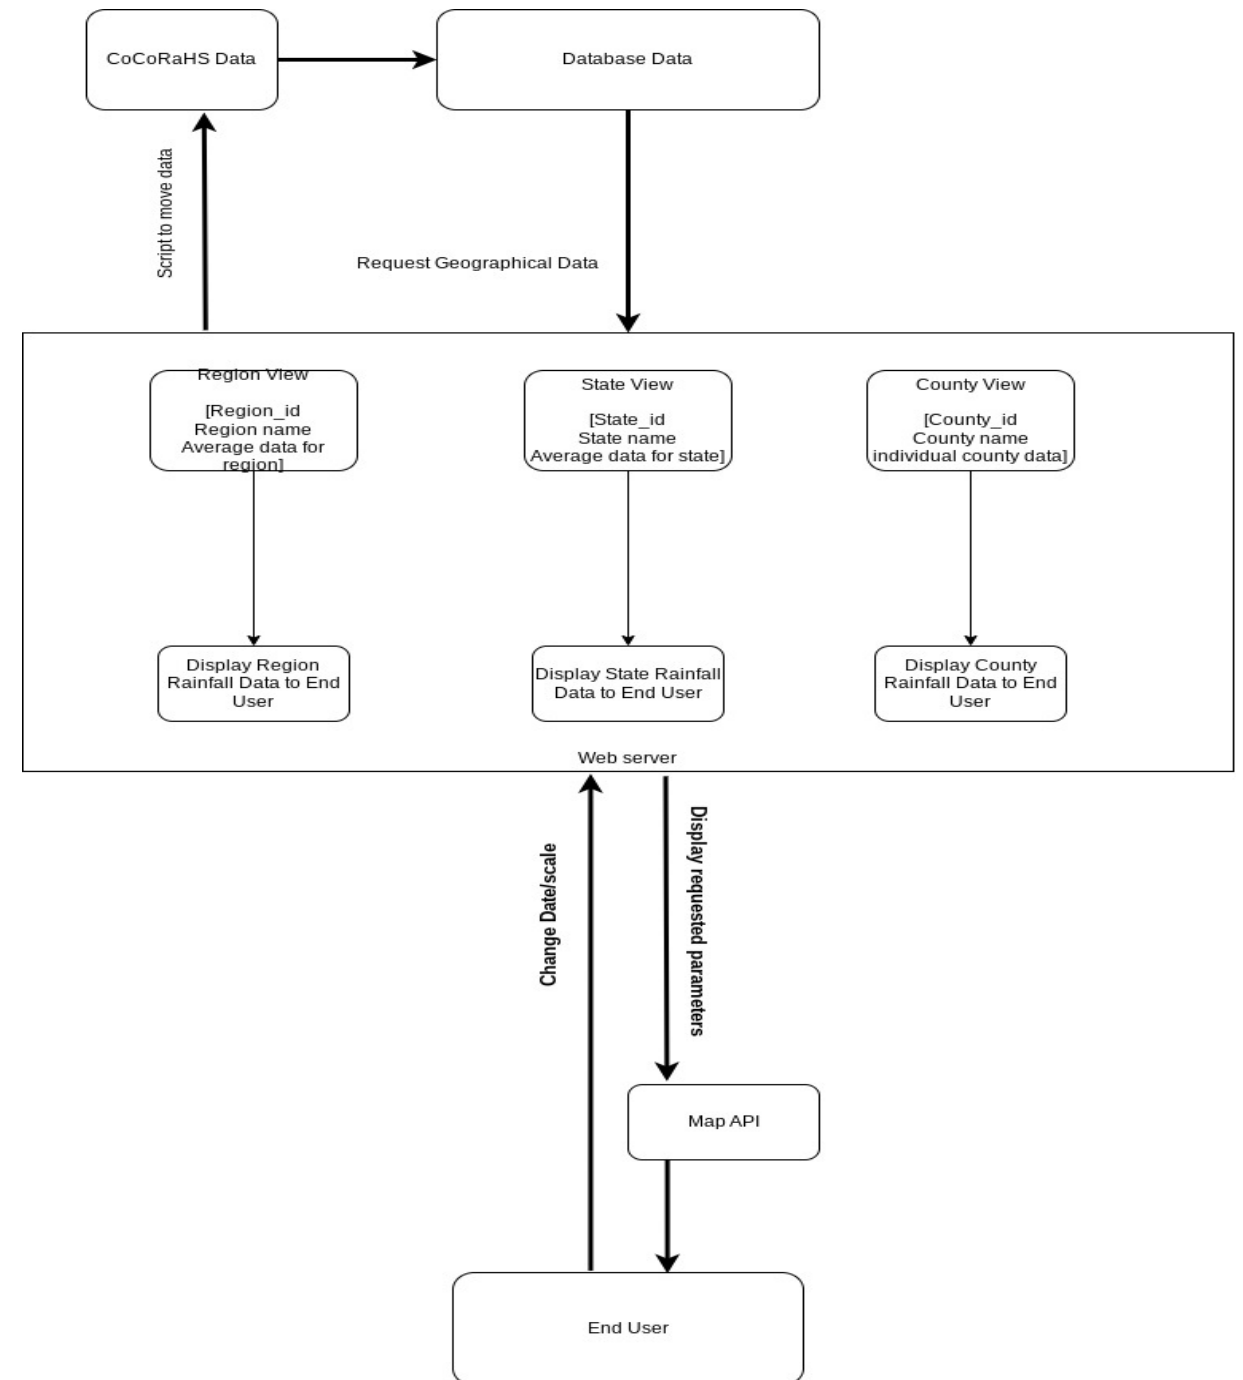 CoCoRaHS Data
Database Data
Script to move data
Request Geographical Data
Region View
[Region_id
Region name
Average data for
region]
State View
[State_id
State name
Average data for state]
County View
[County_id
County name
individual county data]
Display Region
Rainfall Data to End
User
Display State Rainfall
Data to End User
Display County
Rainfall Data to End
User
Web server
Change Date/scale
Display requested parameters
Map API
End User